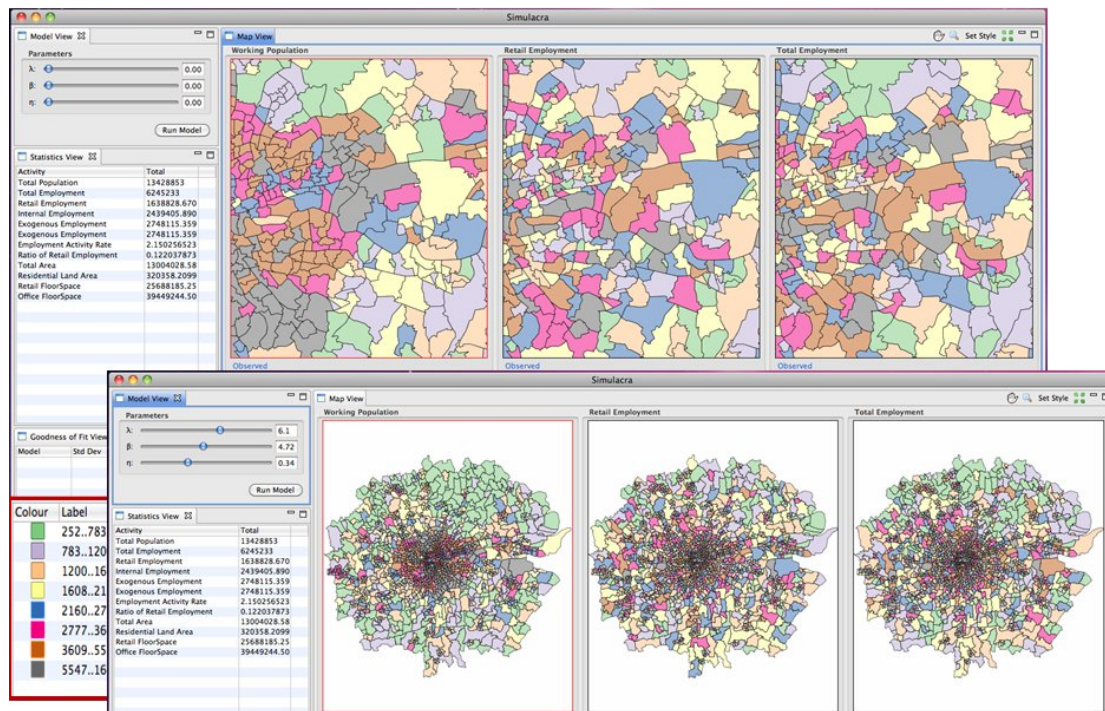 Simulacra
Model View
Parameters
λ: 0.00
β: 0.00
η: 0.00
Run Model
Statistics View
Activity Total
Total Population 13428853
Total Employment 6245233
Retail Employment 1638828.670
Internal Employment 2439405.890
Exogenous Employment 2748115.359
Exogenous Employment 2748115.359
Employment Activity Rate 2.150256523
Ratio of Retail Employment 0.122037873
Total Area 13004028.58
Residential Land Area 320358.2099
Retail FloorSpace 25688185.25
Office FloorSpace 39449244.50
Goodness of Fit View
Model Std Dev
Map View
Set Style
Working Population Retail Employment Total Employment
Observed Observed Observed
Colour Label
252..783
783..120
1200..16
1608..21
2160..27
2777..36
3609..55
5547..16
Simulacra
Model View
Parameters
λ: 6.1
β: 4.72
η: 0.34
Run Model
Statistics View
Activity Total
Total Population 13428853
Total Employment 6245233
Retail Employment 1638828.670
Internal Employment 2439405.890
Exogenous Employment 2748115.359
Exogenous Employment 2748115.359
Employment Activity Rate 2.150256523
Ratio of Retail Employment 0.122037873
Total Area 13004028.58
Residential Land Area 320358.2099
Retail FloorSpace 25688185.25
Office FloorSpace 39449244.50
Map View
Set Style
Working Population Retail Employment Total Employment